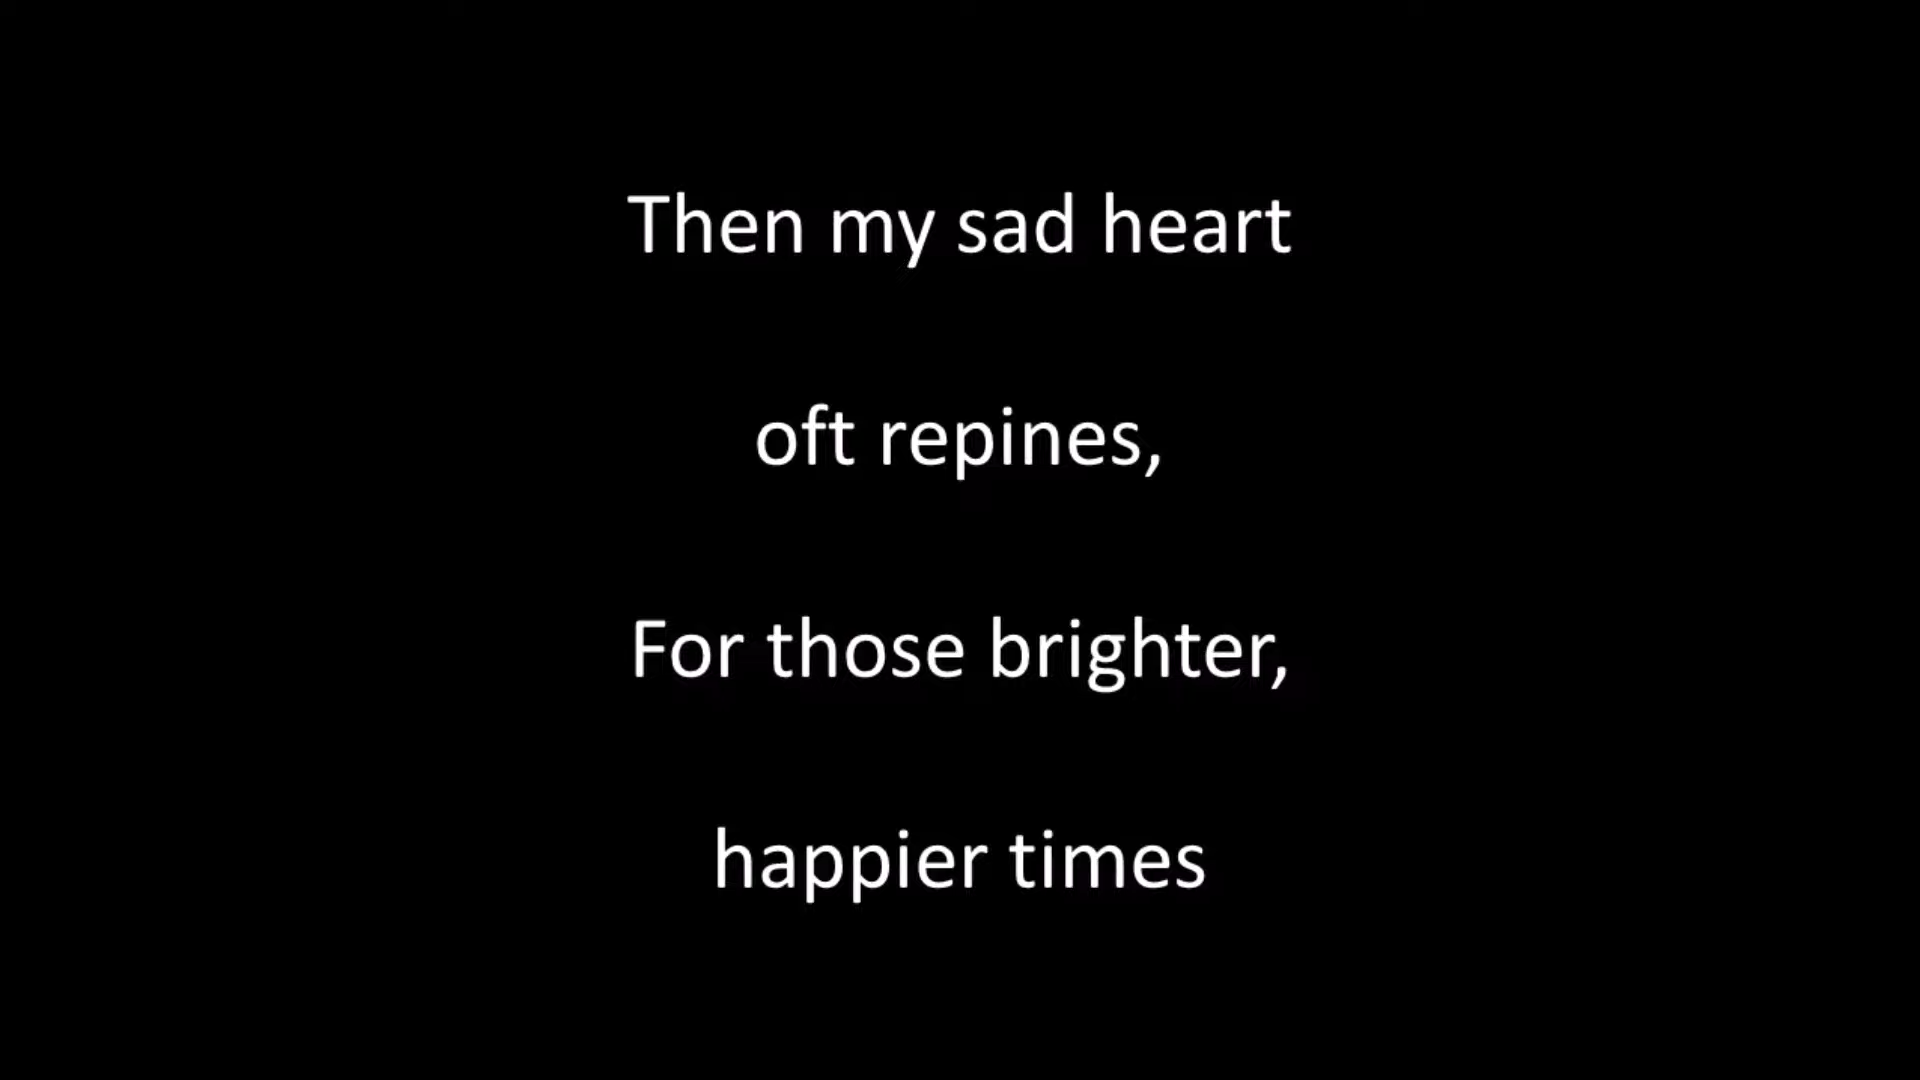 Then my sad heart
oft repines,
For those brighter,
happier times